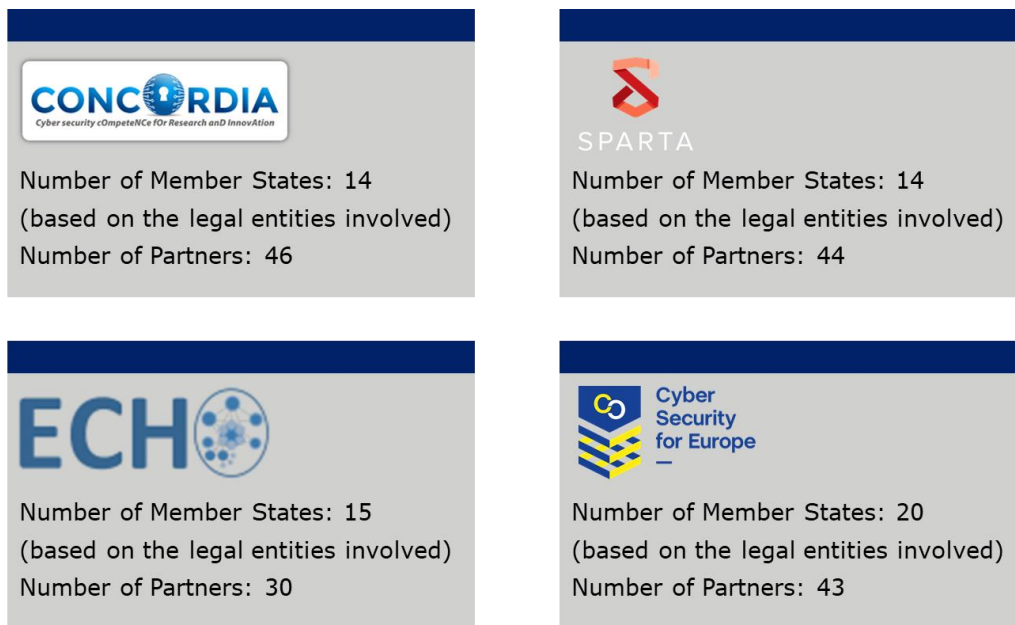 CONCORDIA
Cyber security cOmpeteNCe fOr Research anD InnovAtion
Number of Member States: 14
(based on the legal entities involved)
Number of Partners: 46
SPARTA
Number of Member States: 14
(based on the legal entities involved)
Number of Partners: 44
ECHO
Number of Member States: 15
(based on the legal entities involved)
Number of Partners: 30
Cyber
Security
for Europe
Number of Member States: 20
(based on the legal entities involved)
Number of Partners: 43